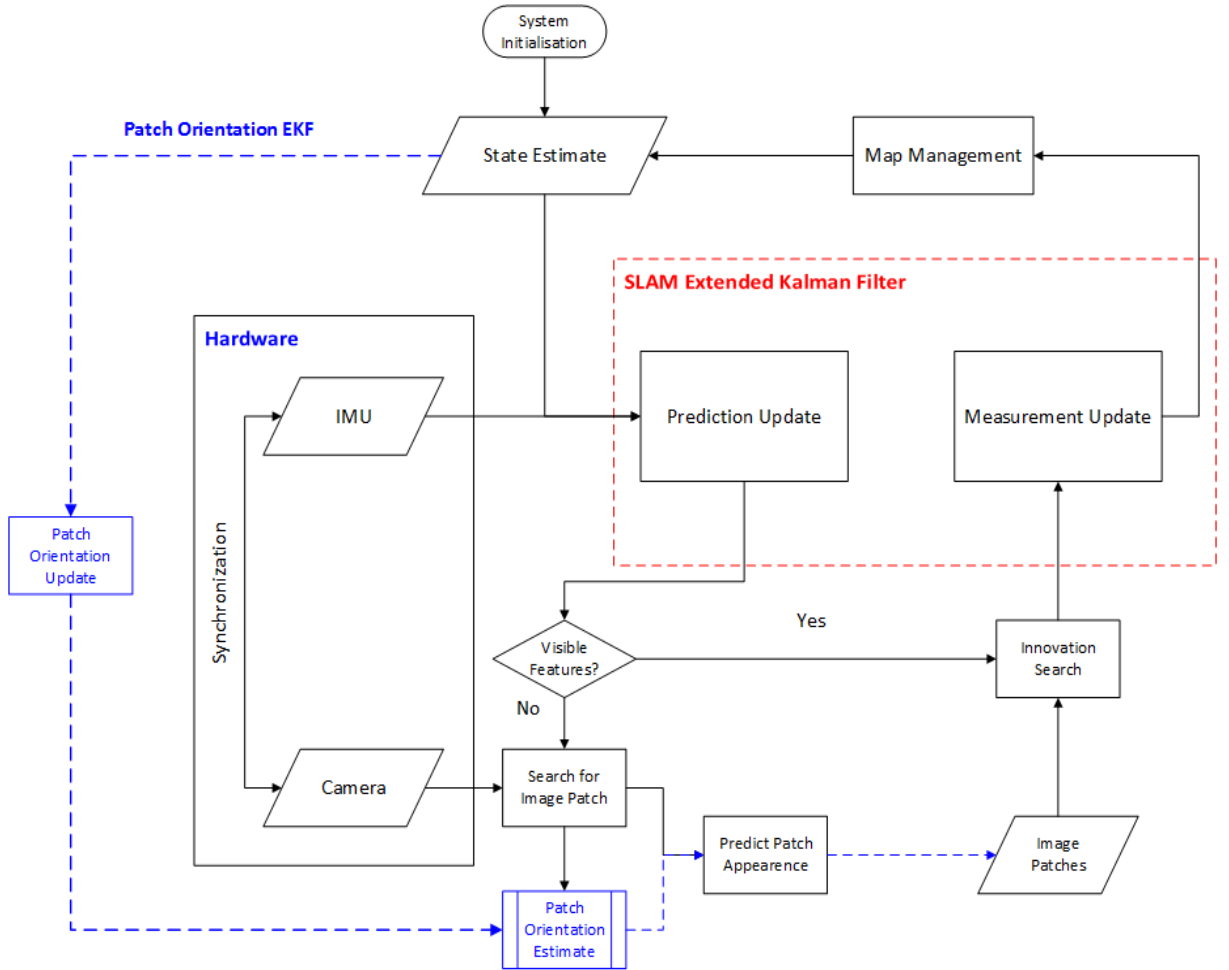 System
Initialisation
Patch Orientation EKF
State Estimate
Map Management
SLAM Extended Kalman Filter
Hardware
IMU
Prediction Update
Measurement Update
Patch
Orientation
Update
Synchronization
Yes
Visible
Features?
Innovation
Search
No
Camera
Search for
Image Patch
Predict Patch
Appearence
Image
Patches
Patch
Orientation
Estimate